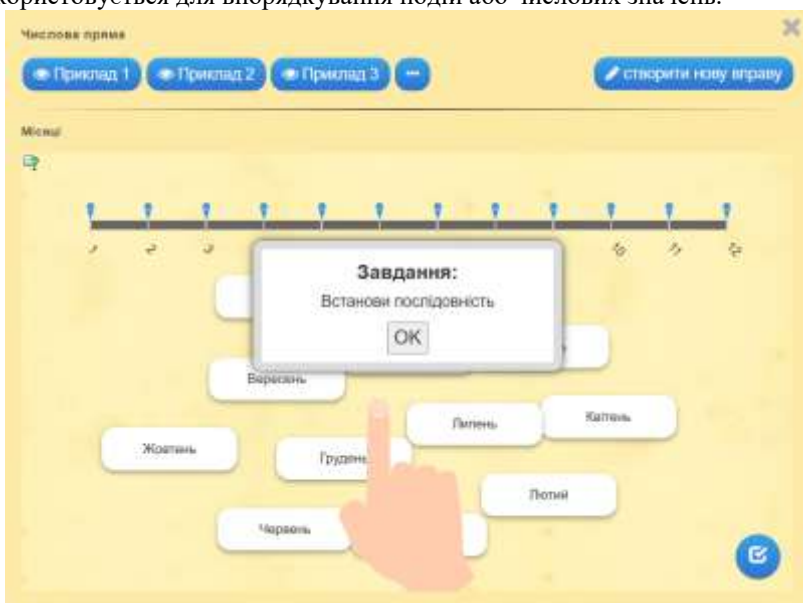 користовується для впорядкування подій або числових значень.
Числова пряма
Приклад 1 Приклад 2 Приклад 3 створити нову вправу
Місяці
1 2 3 10 11 12
Завдання:
Встанови послідовність
OK
Вересень
Липень Квітень
Жовтень
Грудень
Лютий
Червень